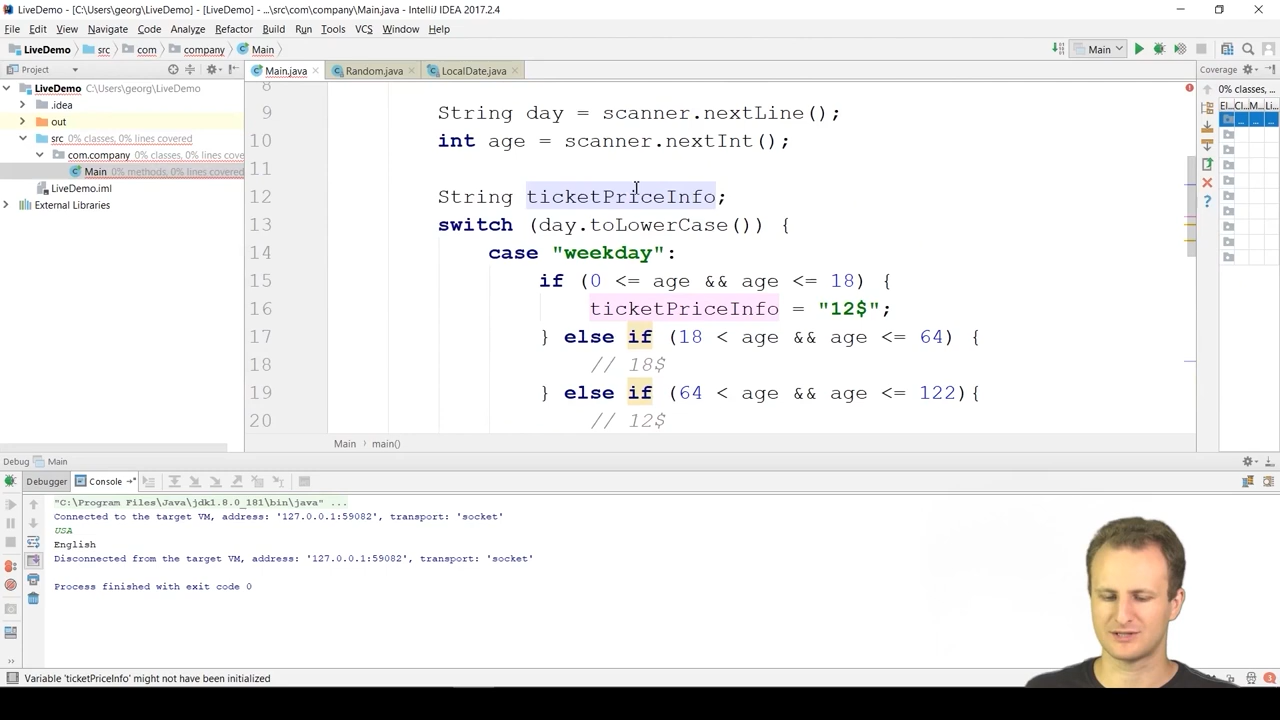 LiveDemo - [C:\Users\georg\LiveDemo] - [LiveDemo] - ...\src\com\company\Main.java - IntelliJ IDEA 2017.2.4
File Edit View Navigate Code Analyze Refactor Build Run Tools VCS Window Help
LiveDemo src com company Main Main
Project Main.java Random.java LocalDate.java Coverage
LiveDemo C:\Users\georg\LiveDemo
.idea
out
src 0% classes, 0% lines covered
com.company 0% classes, 0% lines cove
Main 0% methods, 0% lines covered
LiveDemo.iml
External Libraries
8
9 String day = scanner.nextLine();
10 int age = scanner.nextInt();
11
12 String ticketPriceInfo;
13 switch (day.toLowerCase()) {
14 case "weekday":
15 if (0 <= age && age <= 18) {
16 ticketPriceInfo = "12$";
17 } else if (18 < age && age <= 64) {
18 // 18$
19 } else if (64 < age && age <= 122){
20 // 12$
Main › main()
0% classes, ...
Debug Main
Debugger Console
"C:\Program Files\Java\jdk1.8.0_181\bin\java" ...
Connected to the target VM, address: '127.0.0.1:59082', transport: 'socket'
USA
English
Disconnected from the target VM, address: '127.0.0.1:59082', transport: 'socket'
Process finished with exit code 0
Variable 'ticketPriceInfo' might not have been initialized